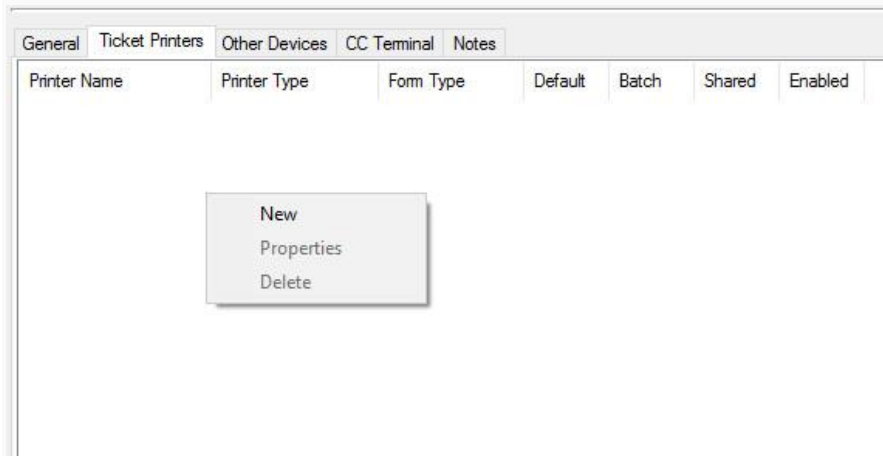 General Ticket Printers Other Devices CC Terminal Notes
Printer Name Printer Type Form Type Default Batch Shared Enabled
New
Properties
Delete